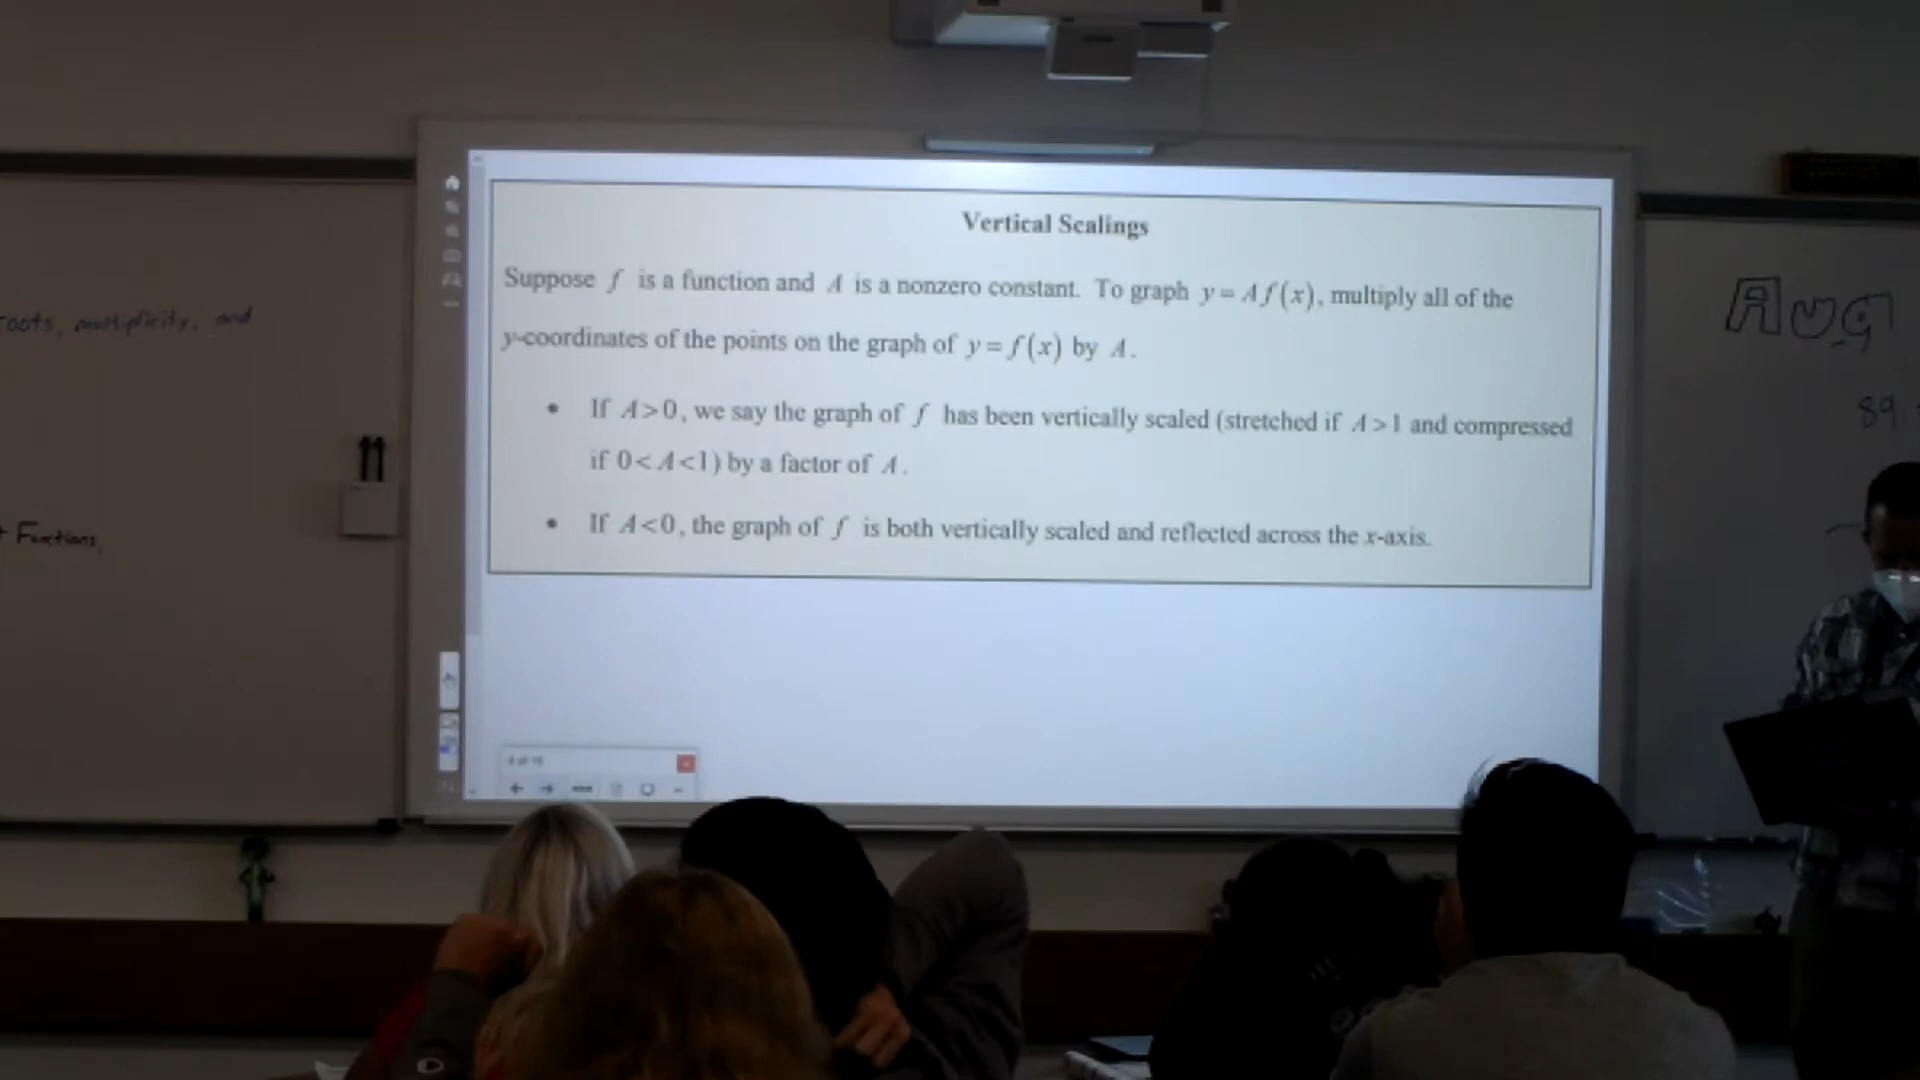 Vertical Scalings
Suppose f is a function and A is a nonzero constant. To graph y = A f(x), multiply all of the
y-coordinates of the points on the graph of y = f(x) by A.
• If A > 0, we say the graph of f has been vertically scaled (stretched if A > 1 and compressed
if 0 < A < 1) by a factor of A.
• If A < 0, the graph of f is both vertically scaled and reflected across the x-axis.
roots, multiplicity, and
Functions,
Aug
89